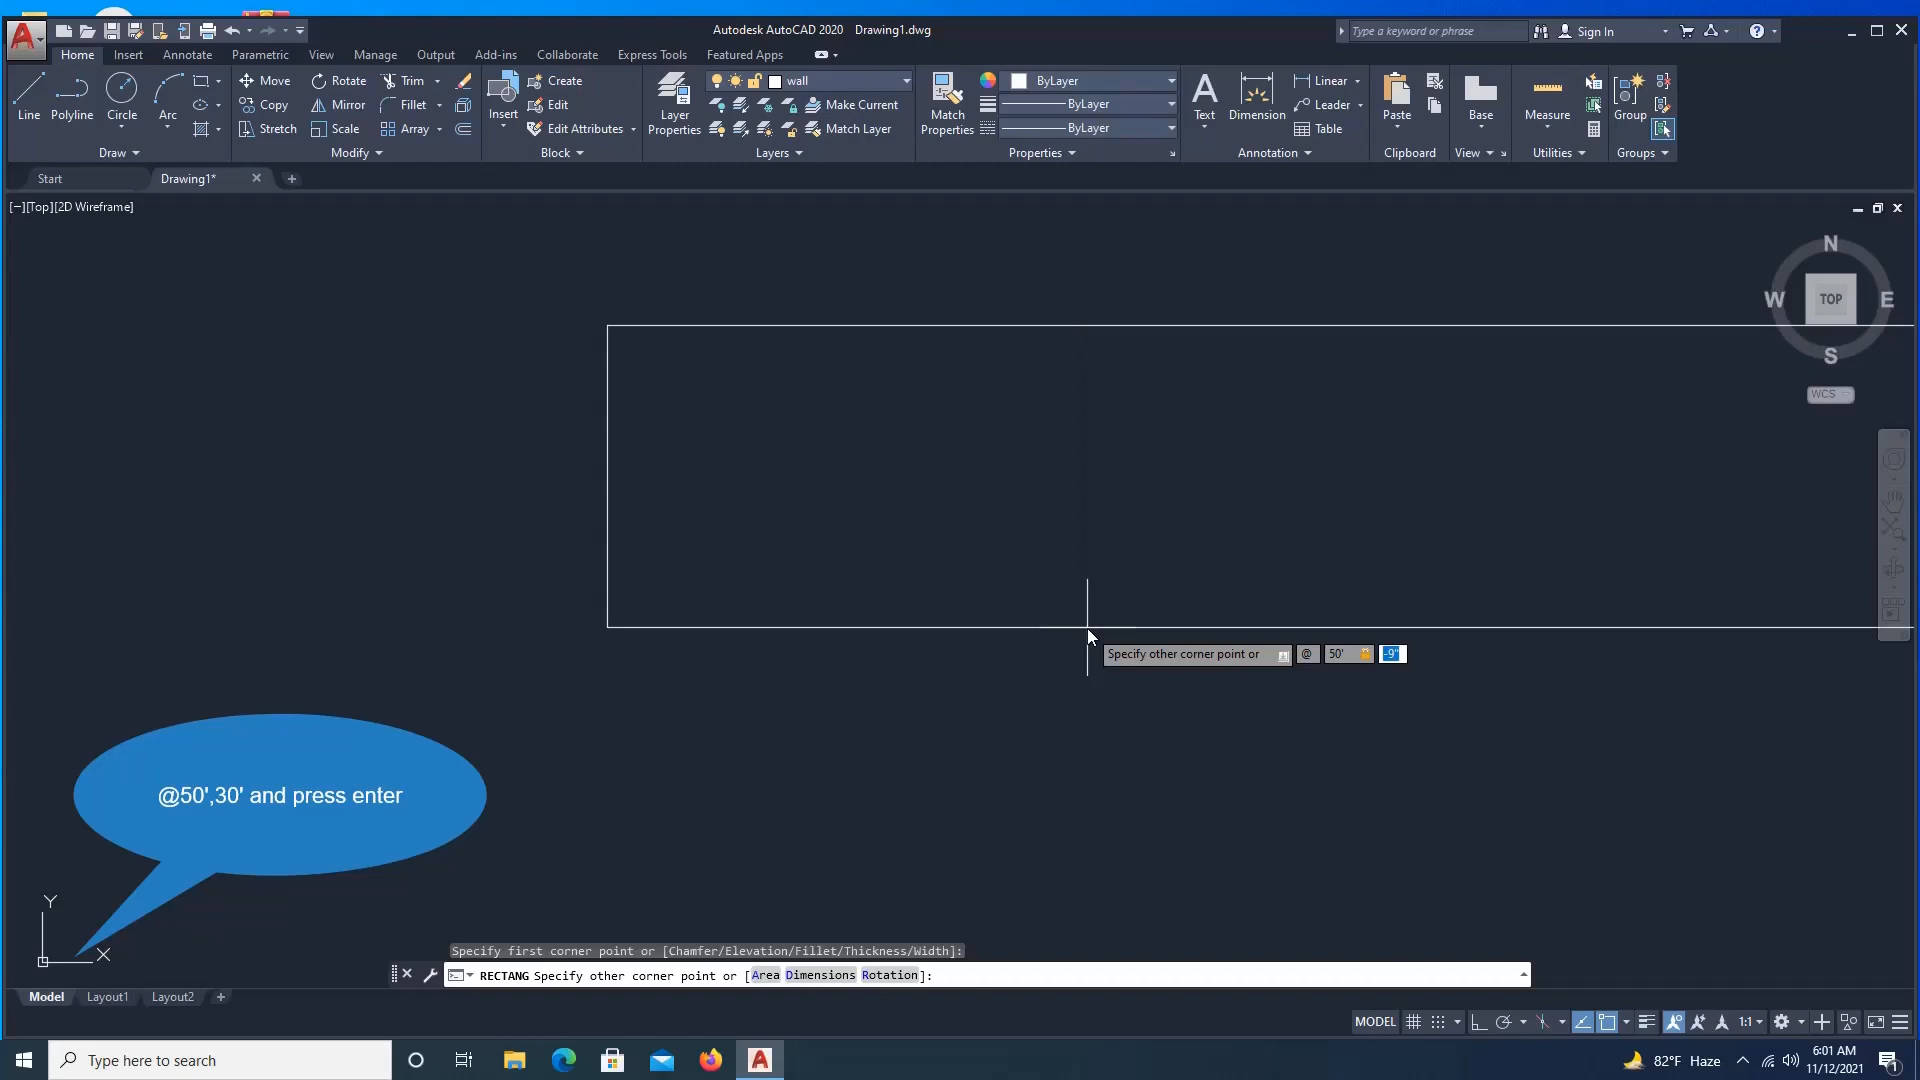 Autodesk AutoCAD 2020 Drawing1.dwg
Type a keyword or phrase
Sign In
Home Insert Annotate Parametric View Manage Output Add-ins Collaborate Express Tools Featured Apps
Line Polyline Circle Arc
Draw
Move Rotate Trim
Copy Mirror Fillet
Stretch Scale Array
Modify
Insert
Create
Edit
Edit Attributes
Block
Layer Properties
wall
Make Current
Match Layer
Layers
Match Properties
ByLayer
ByLayer
ByLayer
Properties
Text Dimension
Linear
Leader
Table
Annotation
Paste
Clipboard
Base
View
Measure
Utilities
Group
Groups
Start Drawing1*
[−][Top][2D Wireframe]
N
W TOP E
S
WCS
Specify other corner point or @ 50' -9"
@50',30' and press enter
Y
X
Specify first corner point or [Chamfer/Elevation/Fillet/Thickness/Width]:
RECTANG Specify other corner point or [Area Dimensions Rotation]:
Model Layout1 Layout2
MODEL 1:1
Type here to search
82°F Haze
6:01 AM
11/12/2021
1